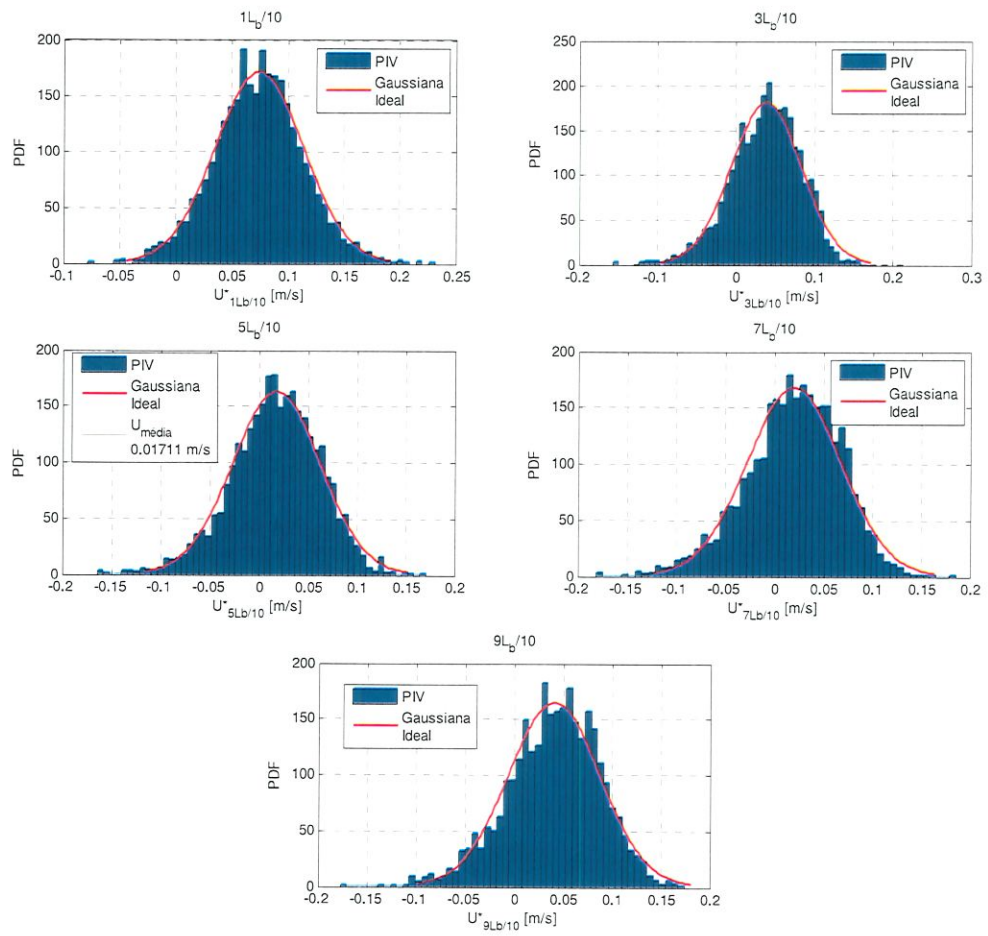 1L_b/10
200
150
100
50
0
PDF
PIV
Gaussiana
Ideal
-0.1 -0.05 0 0.05 0.1 0.15 0.2 0.25
U*_1Lb/10 [m/s]
3L_b/10
250
200
150
100
50
0
PDF
PIV
Gaussiana
Ideal
-0.2 -0.1 0 0.1 0.2 0.3
U*_3Lb/10 [m/s]
5L_b/10
200
150
100
50
0
PDF
PIV
Gaussiana
Ideal
U_média
0.01711 m/s
-0.2 -0.15 -0.1 -0.05 0 0.05 0.1 0.15 0.2
U*_5Lb/10 [m/s]
7L_b/10
200
150
100
50
0
PDF
PIV
Gaussiana
Ideal
-0.2 -0.15 -0.1 -0.05 0 0.05 0.1 0.15 0.2
U*_7Lb/10 [m/s]
9L_b/10
200
150
100
50
0
PDF
PIV
Gaussiana
Ideal
-0.2 -0.15 -0.1 -0.05 0 0.05 0.1 0.15 0.2
U*_9Lb/10 [m/s]